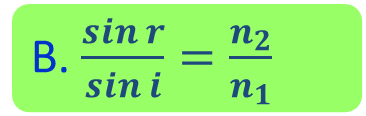 B. sin r / sin i = n₂ / n₁